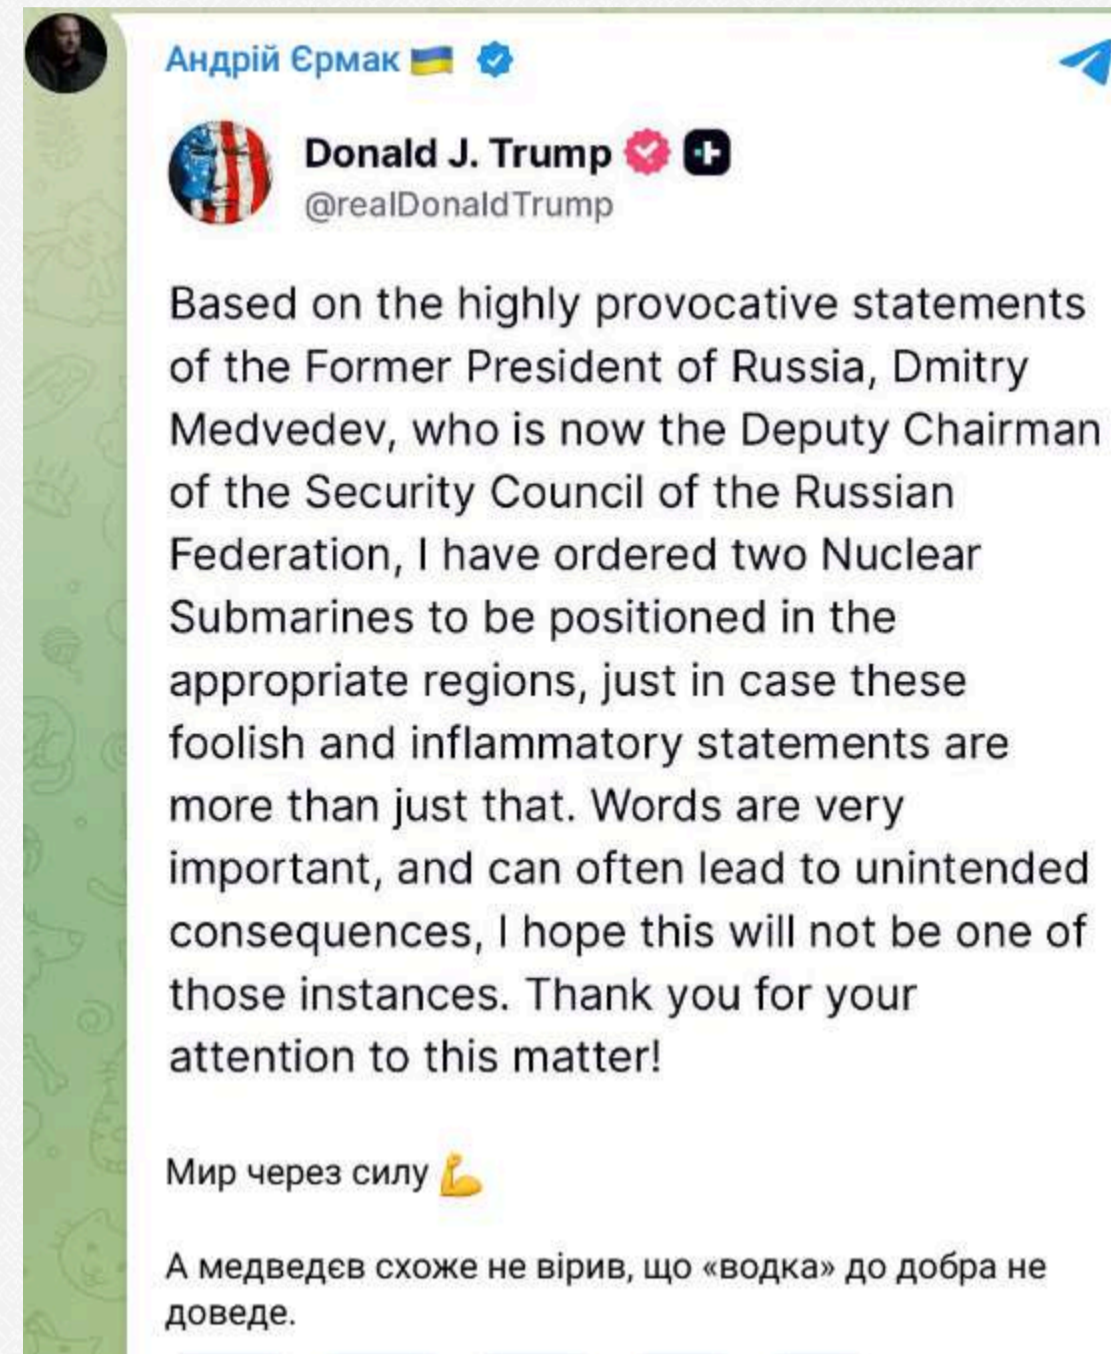 Андрій Єрмак 🇺🇦
Donald J. Trump
@realDonaldTrump
Based on the highly provocative statements
of the Former President of Russia, Dmitry
Medvedev, who is now the Deputy Chairman
of the Security Council of the Russian
Federation, I have ordered two Nuclear
Submarines to be positioned in the
appropriate regions, just in case these
foolish and inflammatory statements are
more than just that. Words are very
important, and can often lead to unintended
consequences, I hope this will not be one of
those instances. Thank you for your
attention to this matter!
Мир через силу 💪
А медведєв схоже не вірив, що «водка» до добра не
доведе.